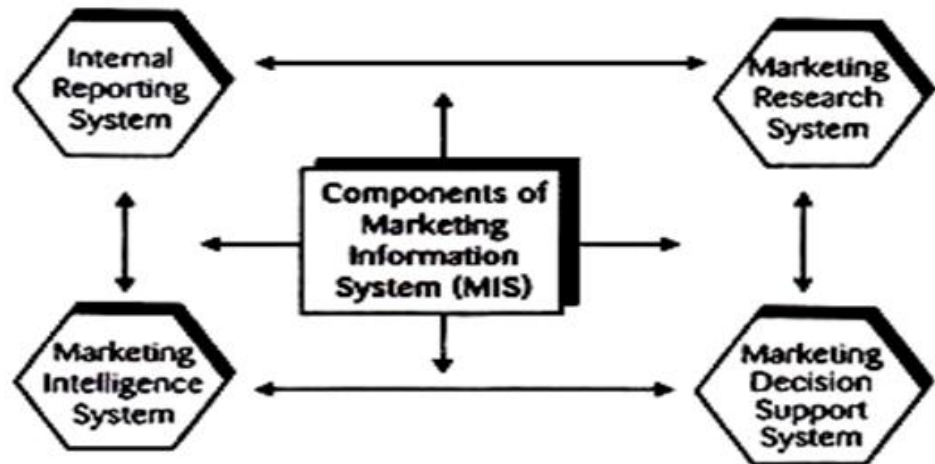 Internal
Reporting
System
Marketing
Research
System
Components of
Marketing
Information
System (MIS)
Marketing
Intelligence
System
Marketing
Decision
Support
System